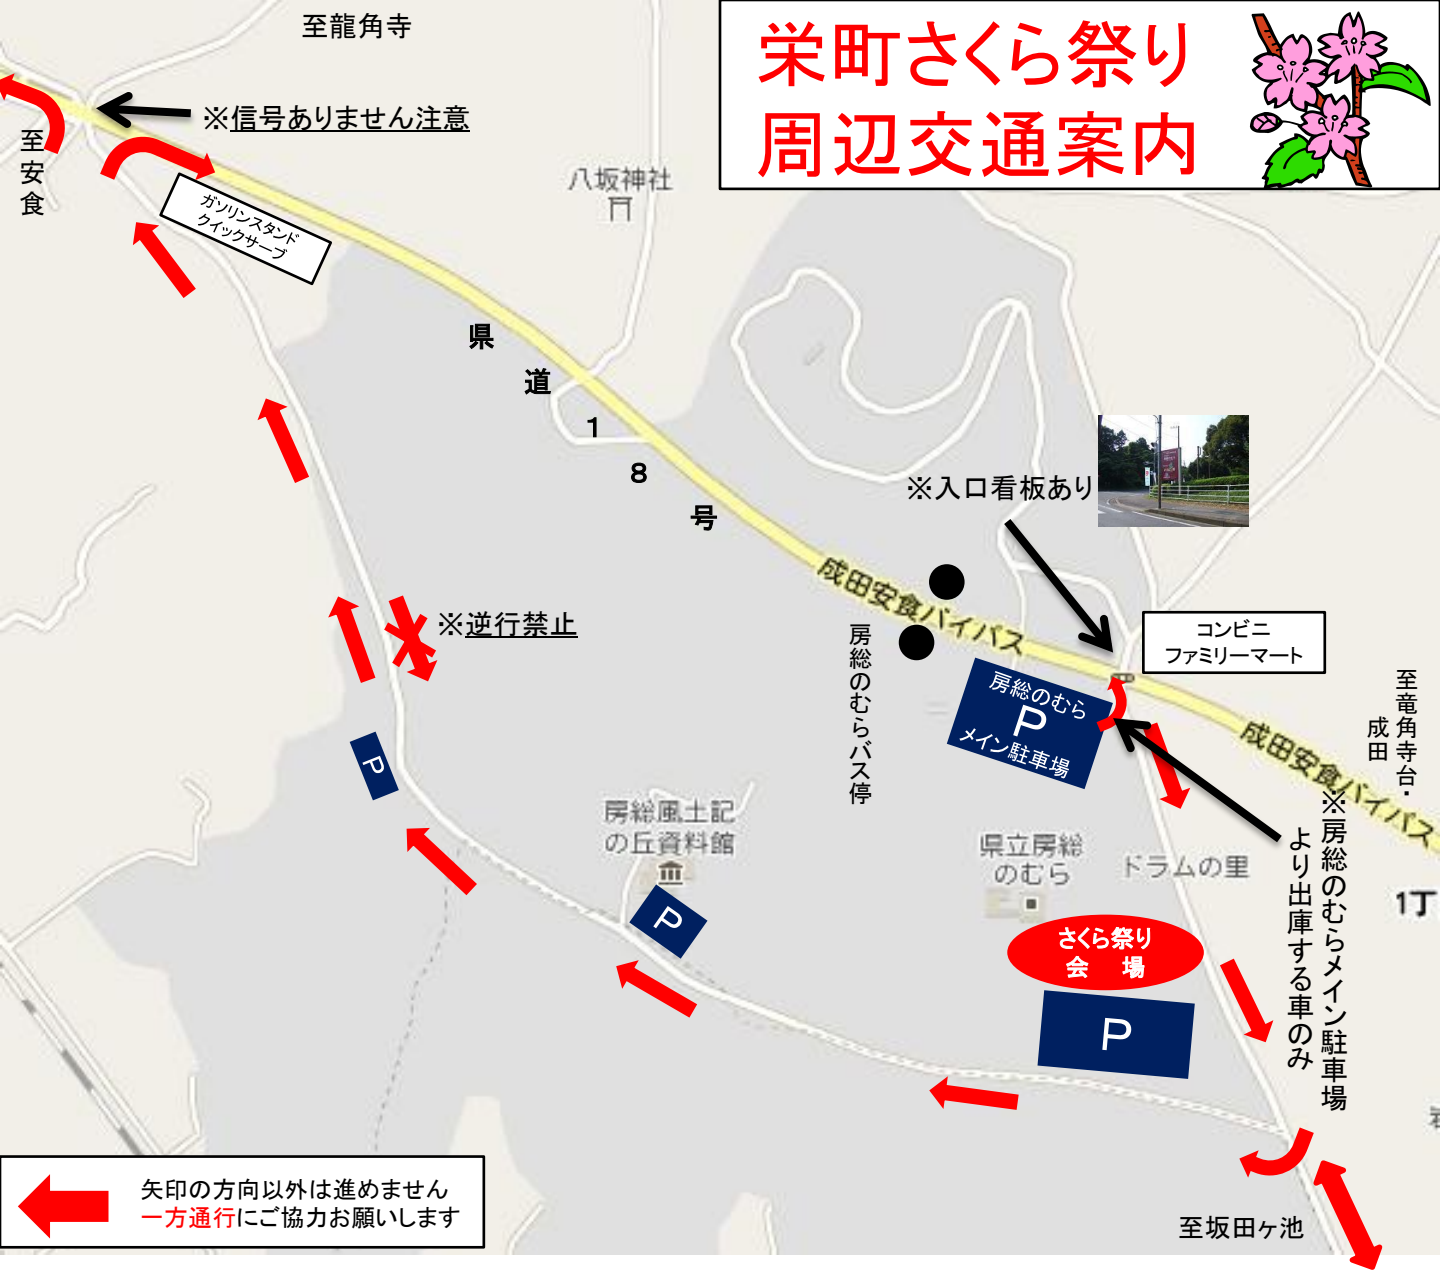 栄町さくら祭り
周辺交通案内
至龍角寺
※信号ありません注意
至安食
ガソリンスタンド
クイックサーブ
八坂神社
県道18号
※入口看板あり
成田安食バイパス
※逆行禁止
房総のむらバス停
コンビニ
ファミリーマート
房総のむら
P
メイン駐車場
至竜角寺台・
成田
成田安食バイパス
P
房総風土記
の丘資料館
P
県立房総
のむら
ドラムの里
※房総のむらメイン駐車場
より出庫する車のみ
1丁
さくら祭り
会 場
P
矢印の方向以外は進めません
一方通行にご協力お願いします
至坂田ヶ池